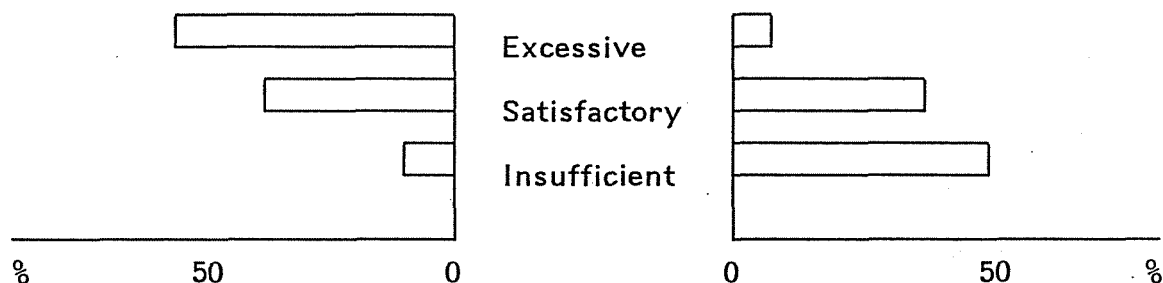 Excessive
Satisfactory
Insufficient
% 50 0 0 50 %